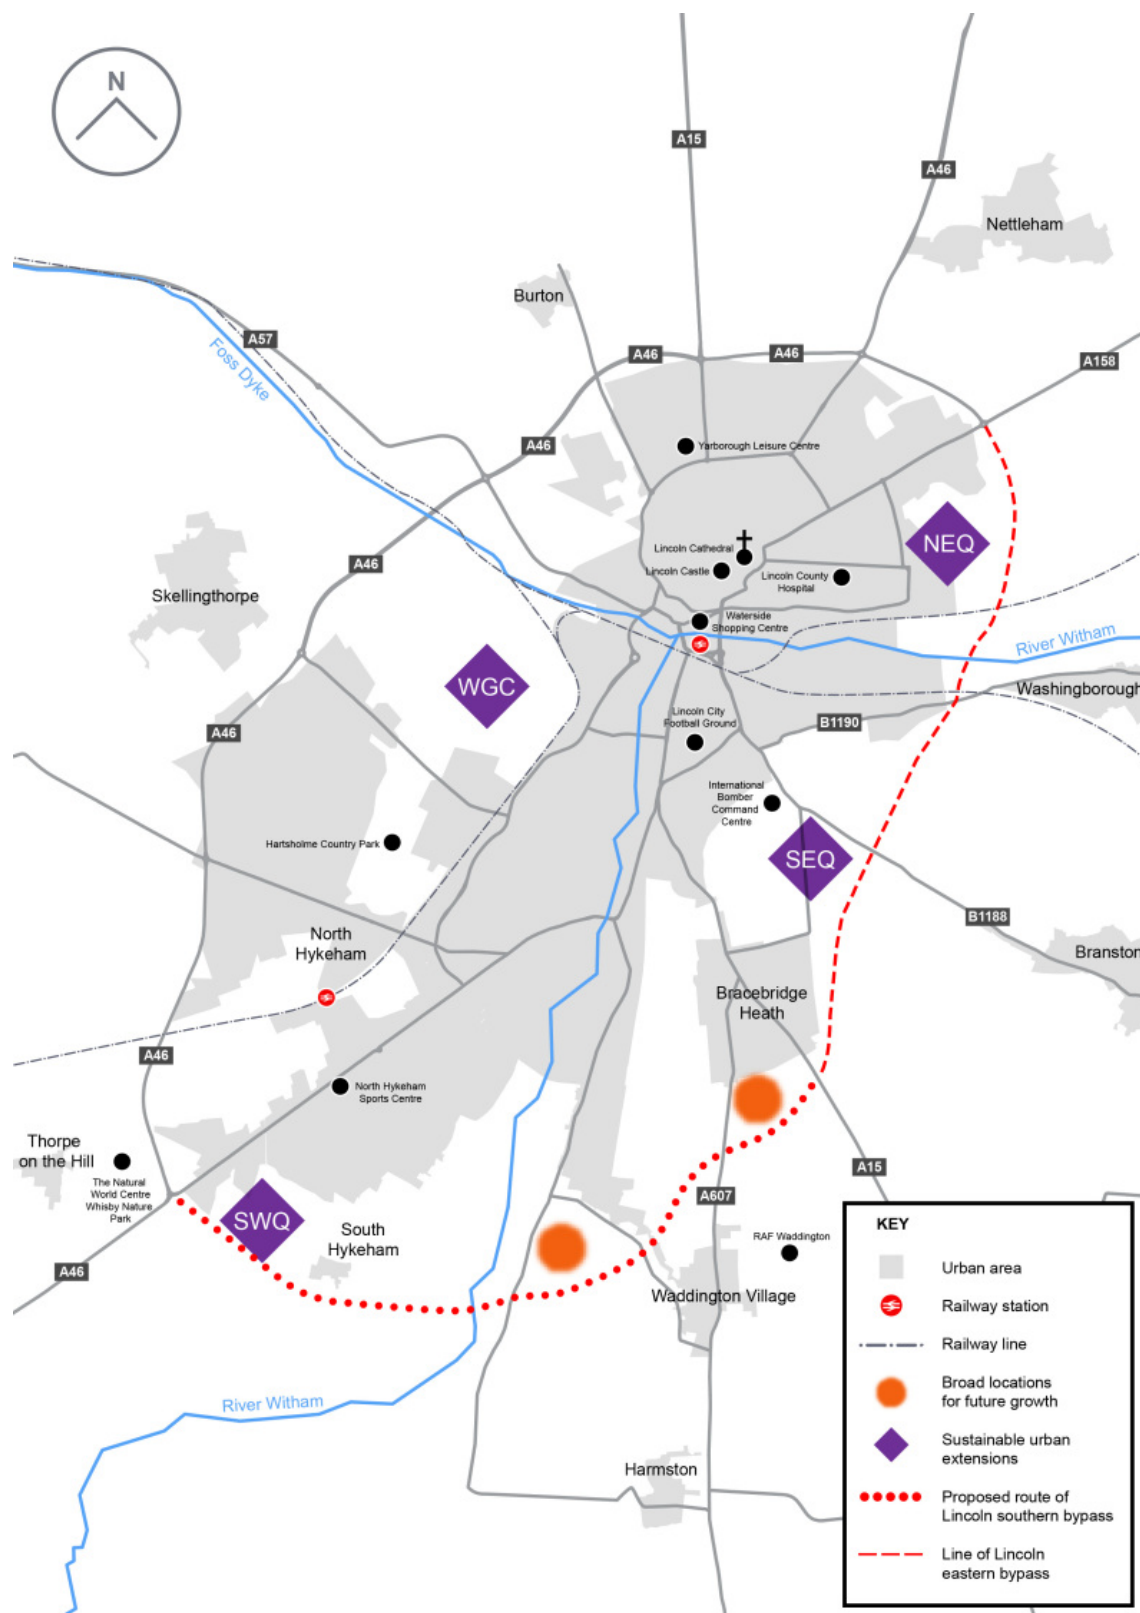 N
A15
A46
Nettleham
Burton
A57
Foss Dyke
A46
A46
A158
A46
Yarborough Leisure Centre
NEQ
Lincoln Cathedral
Lincoln Castle
Lincoln County
Hospital
A46
Skellingthorpe
Waterside
Shopping Centre
River Witham
WGC
Washingborough
Lincoln City
Football Ground
B1190
A46
International
Bomber
Command
Centre
Hartsholme Country Park
SEQ
B1188
North
Hykeham
Branston
Bracebridge
Heath
A46
North Hykeham
Sports Centre
Thorpe
on the Hill
The Natural
World Centre
Whisby Nature
Park
A15
A607
SWQ
South
Hykeham
RAF Waddington
A46
Waddington Village
River Witham
Harmston
KEY
Urban area
Railway station
Railway line
Broad locations
for future growth
Sustainable urban
extensions
Proposed route of
Lincoln southern bypass
Line of Lincoln
eastern bypass